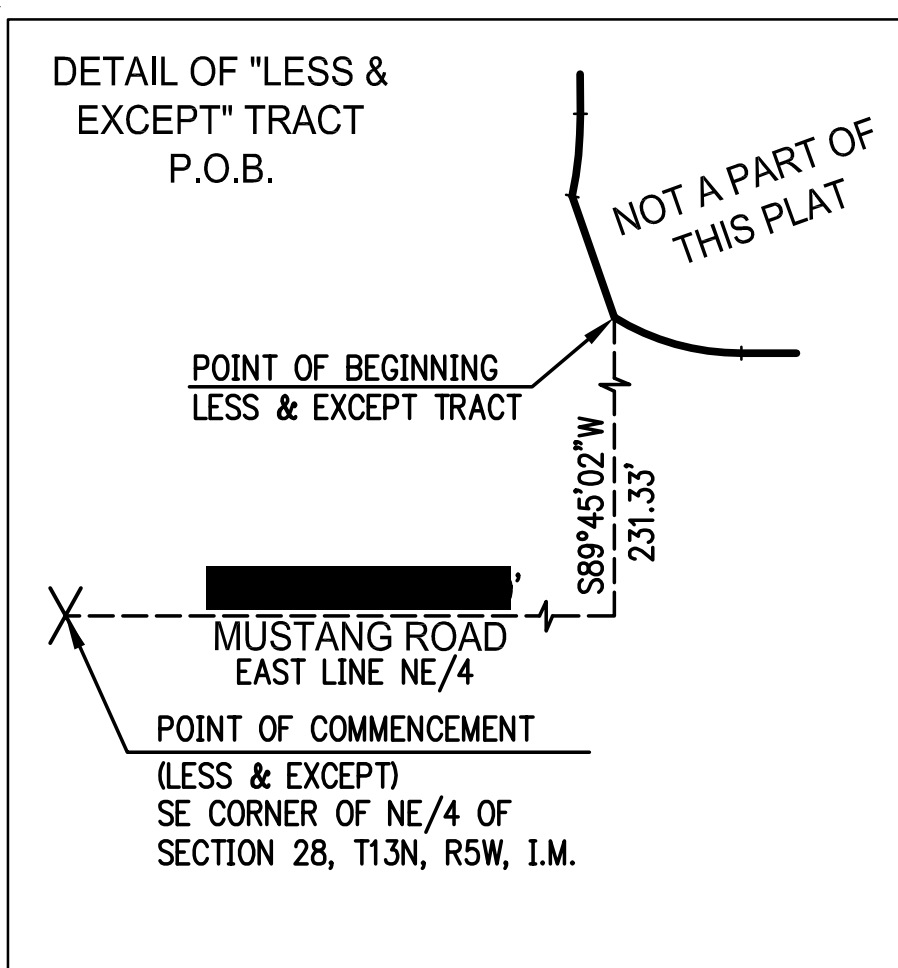 DETAIL OF "LESS &
EXCEPT" TRACT
P.O.B.
NOT A PART OF
THIS PLAT
POINT OF BEGINNING
LESS & EXCEPT TRACT
S89°45'02"W
231.33'
MUSTANG ROAD
EAST LINE NE/4
POINT OF COMMENCEMENT
(LESS & EXCEPT)
SE CORNER OF NE/4 OF
SECTION 28, T13N, R5W, I.M.